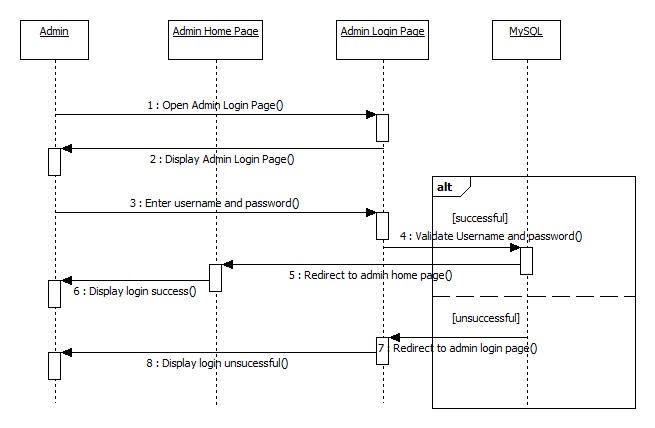 Admin
Admin Home Page
Admin Login Page
MySQL
1 : Open Admin Login Page()
2 : Display Admin Login Page()
alt
3 : Enter username and password()
[successful]
4 : Validate Username and password()
5 : Redirect to admin home page()
6 : Display login success()
[unsuccessful]
7 : Redirect to admin login page()
8 : Display login unsucessful()